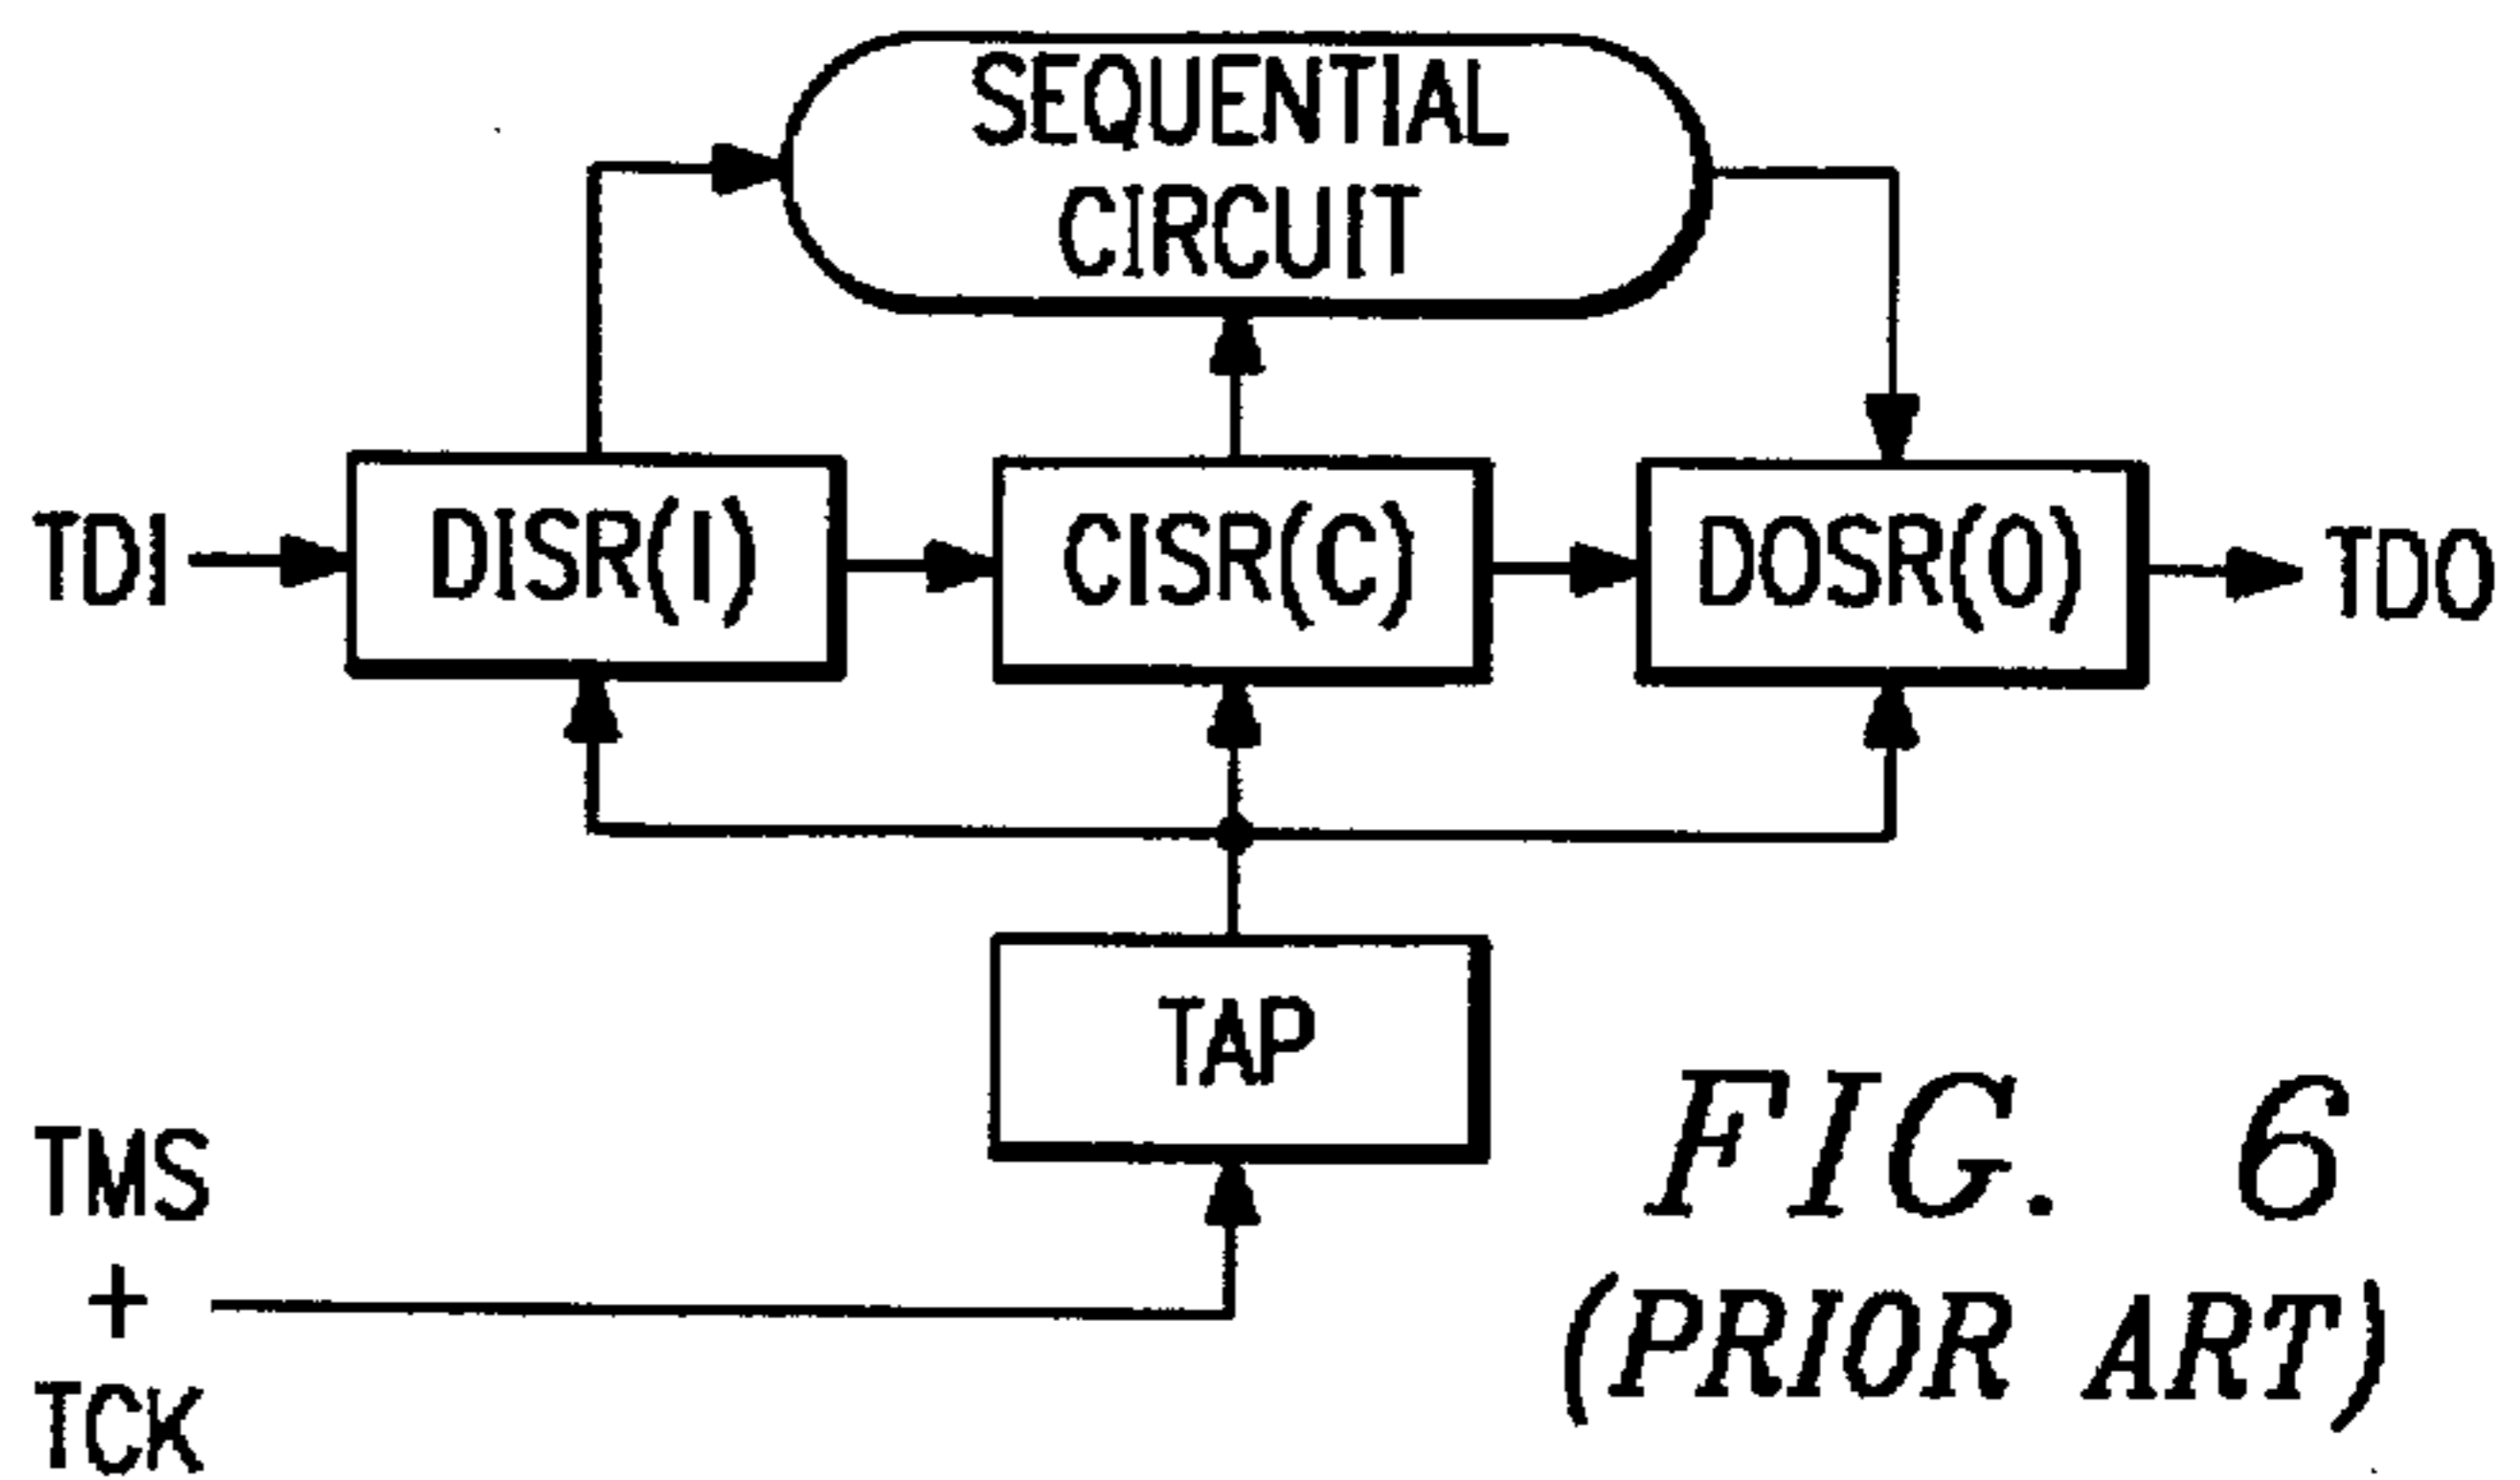 SEQUENTIAL
CIRCUIT
TDI
DISR(I)
CISR(C)
DOSR(O)
TDO
TAP
TMS
+
TCK
FIG. 6
(PRIOR ART)